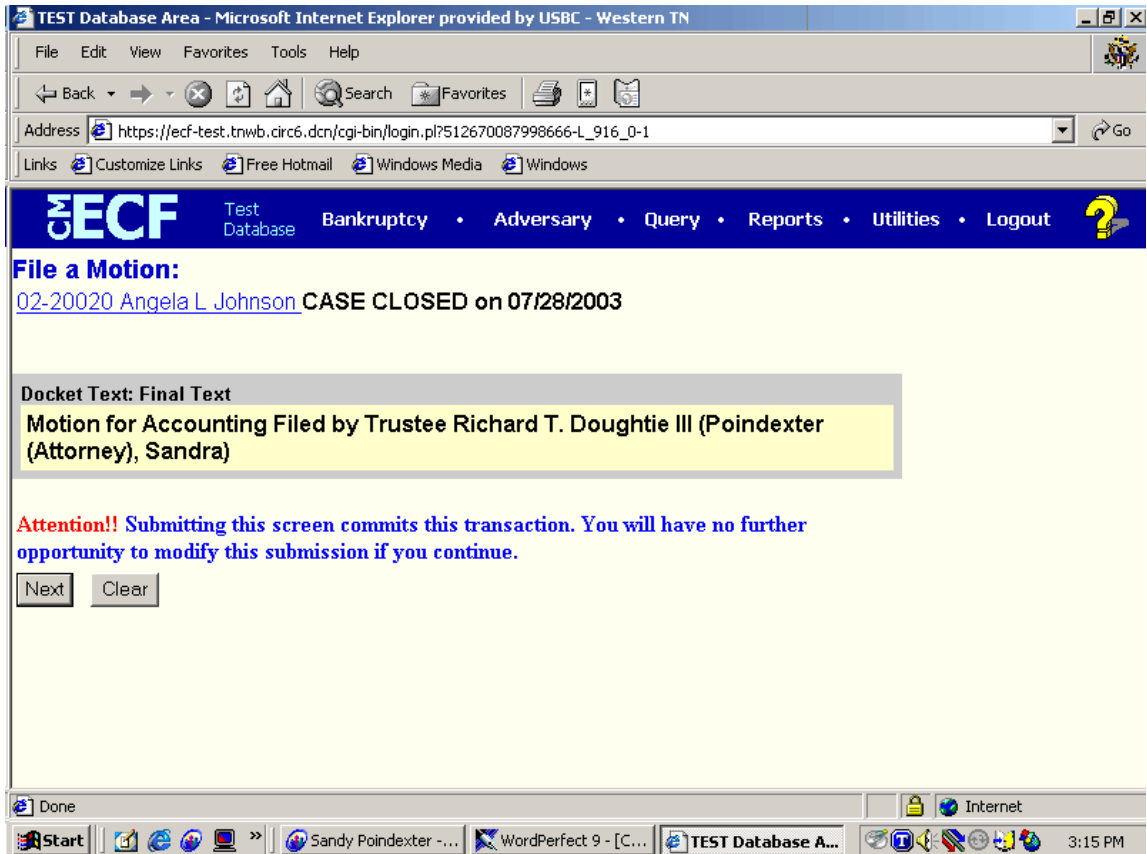 TEST Database Area - Microsoft Internet Explorer provided by USBC - Western TN
File Edit View Favorites Tools Help
Back Search Favorites
Address https://ecf-test.tnwb.circ6.dcn/cgi-bin/login.pl?512670087998666-L_916_0-1 Go
Links Customize Links Free Hotmail Windows Media Windows
CM ECF Test Database Bankruptcy • Adversary • Query • Reports • Utilities • Logout ?
File a Motion:
02-20020 Angela L Johnson CASE CLOSED on 07/28/2003
Docket Text: Final Text
Motion for Accounting Filed by Trustee Richard T. Doughtie III (Poindexter
(Attorney), Sandra)
Attention!! Submitting this screen commits this transaction. You will have no further
opportunity to modify this submission if you continue.
Next Clear
Done Internet
Start » Sandy Poindexter -... WordPerfect 9 - [C... TEST Database A... 3:15 PM